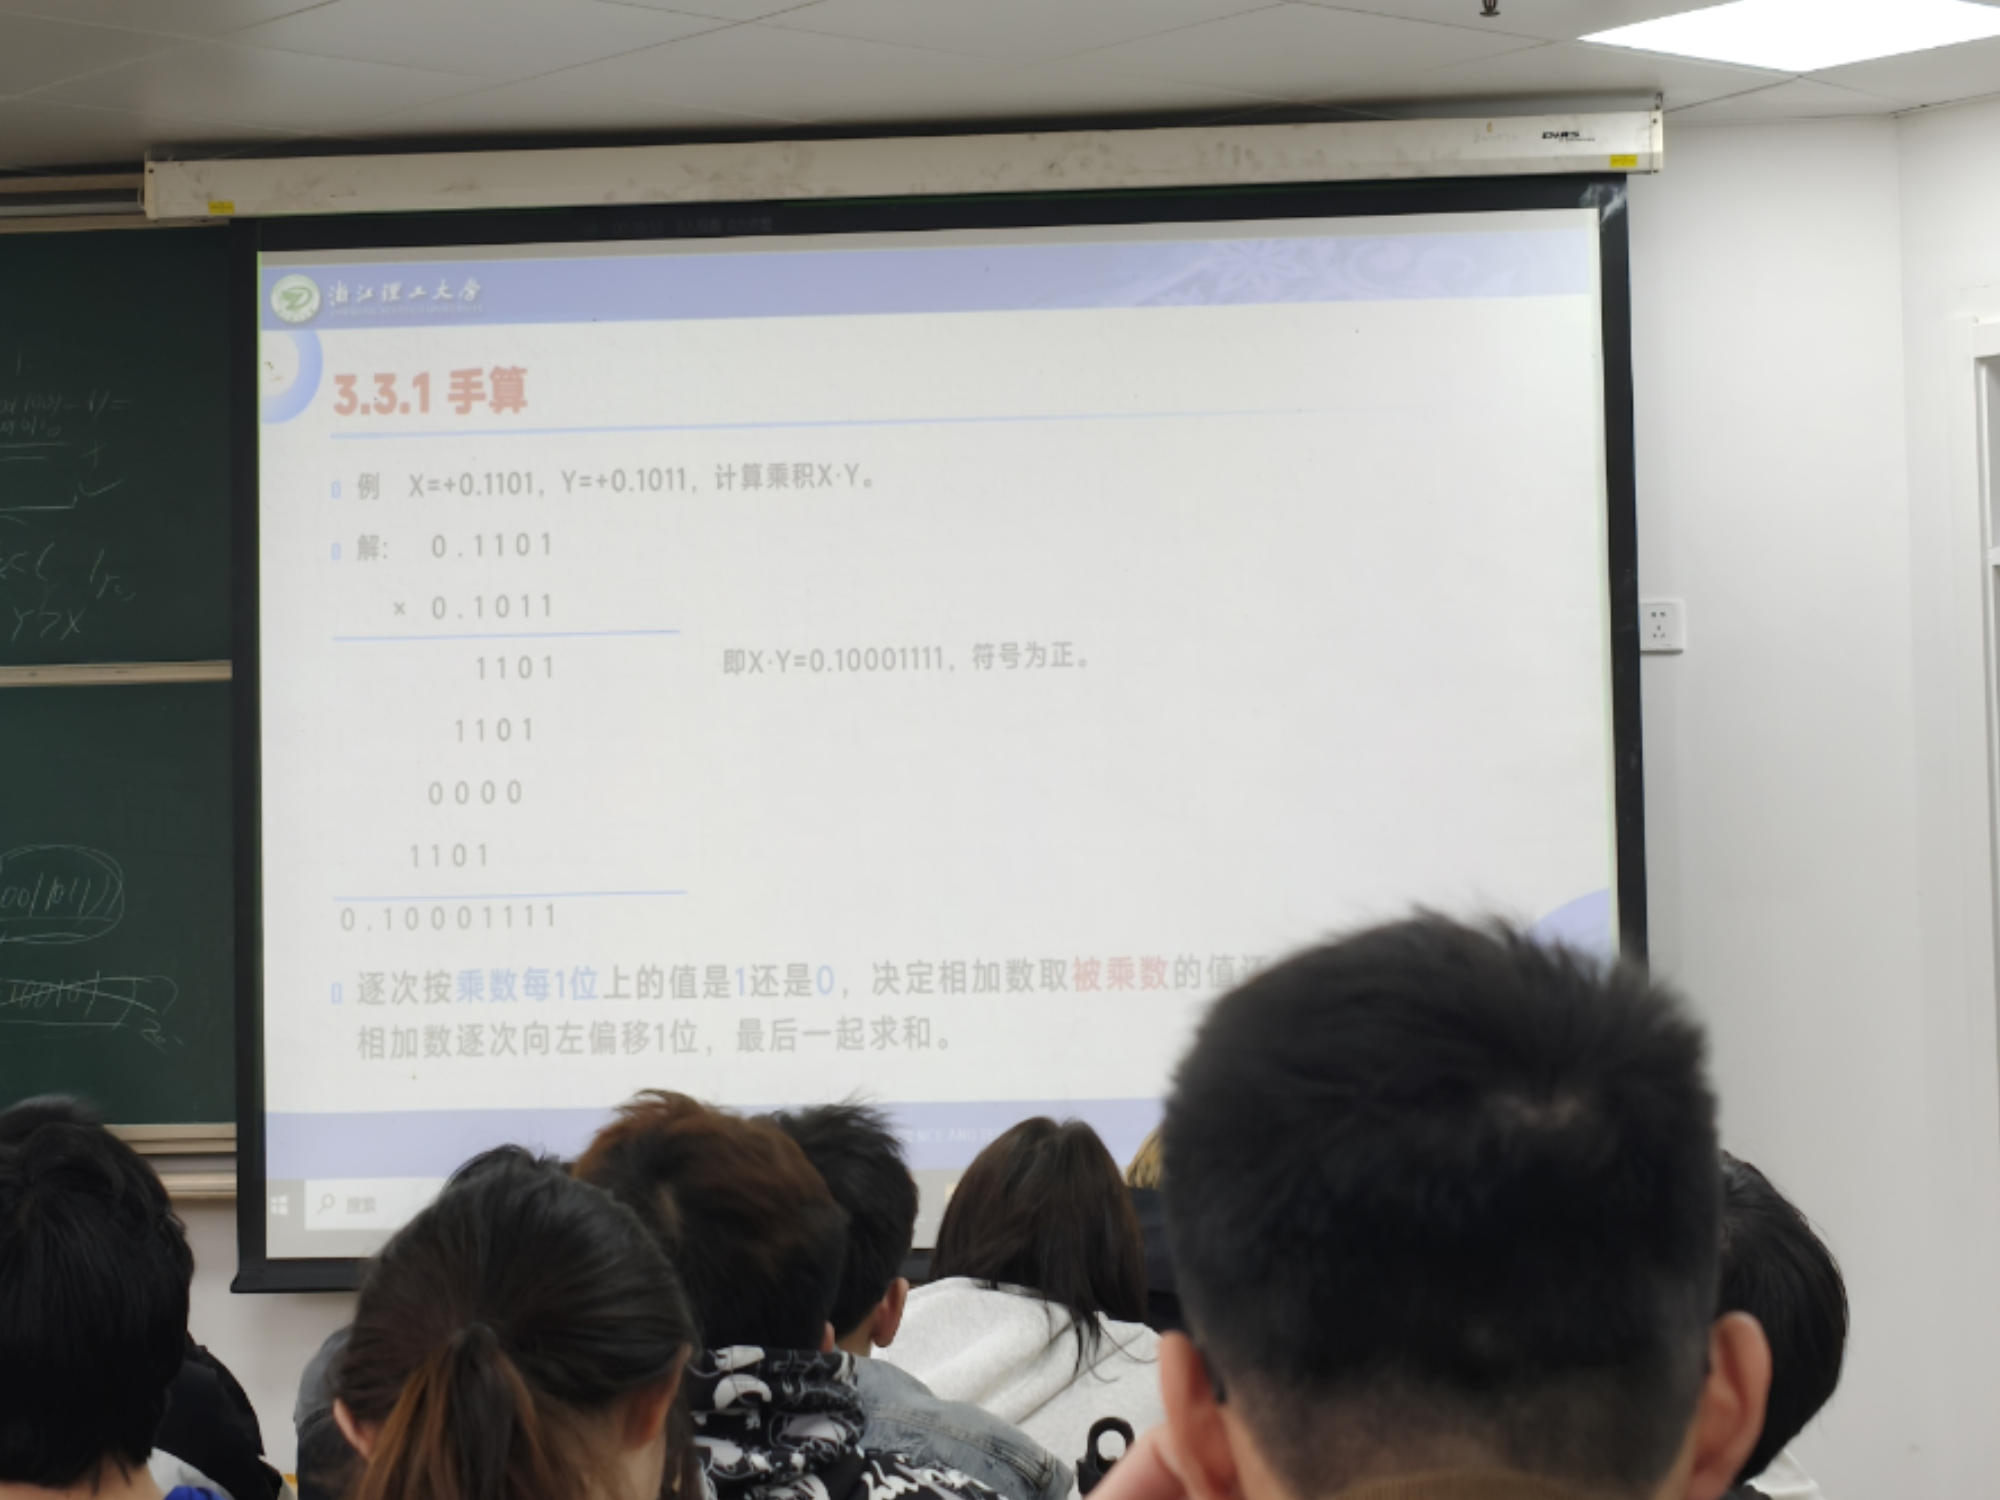 浙江理工大学
3.3.1 手算
例 X=+0.1101，Y=+0.1011，计算乘积X·Y。
解： 0.1101
× 0.1011
1101
1101
0000
1101
0.10001111
即X·Y=0.10001111，符号为正。
逐次按乘数每1位上的值是1还是0，决定相加数取被乘数的值
相加数逐次向左偏移1位，最后一起求和。
搜索
Y>X